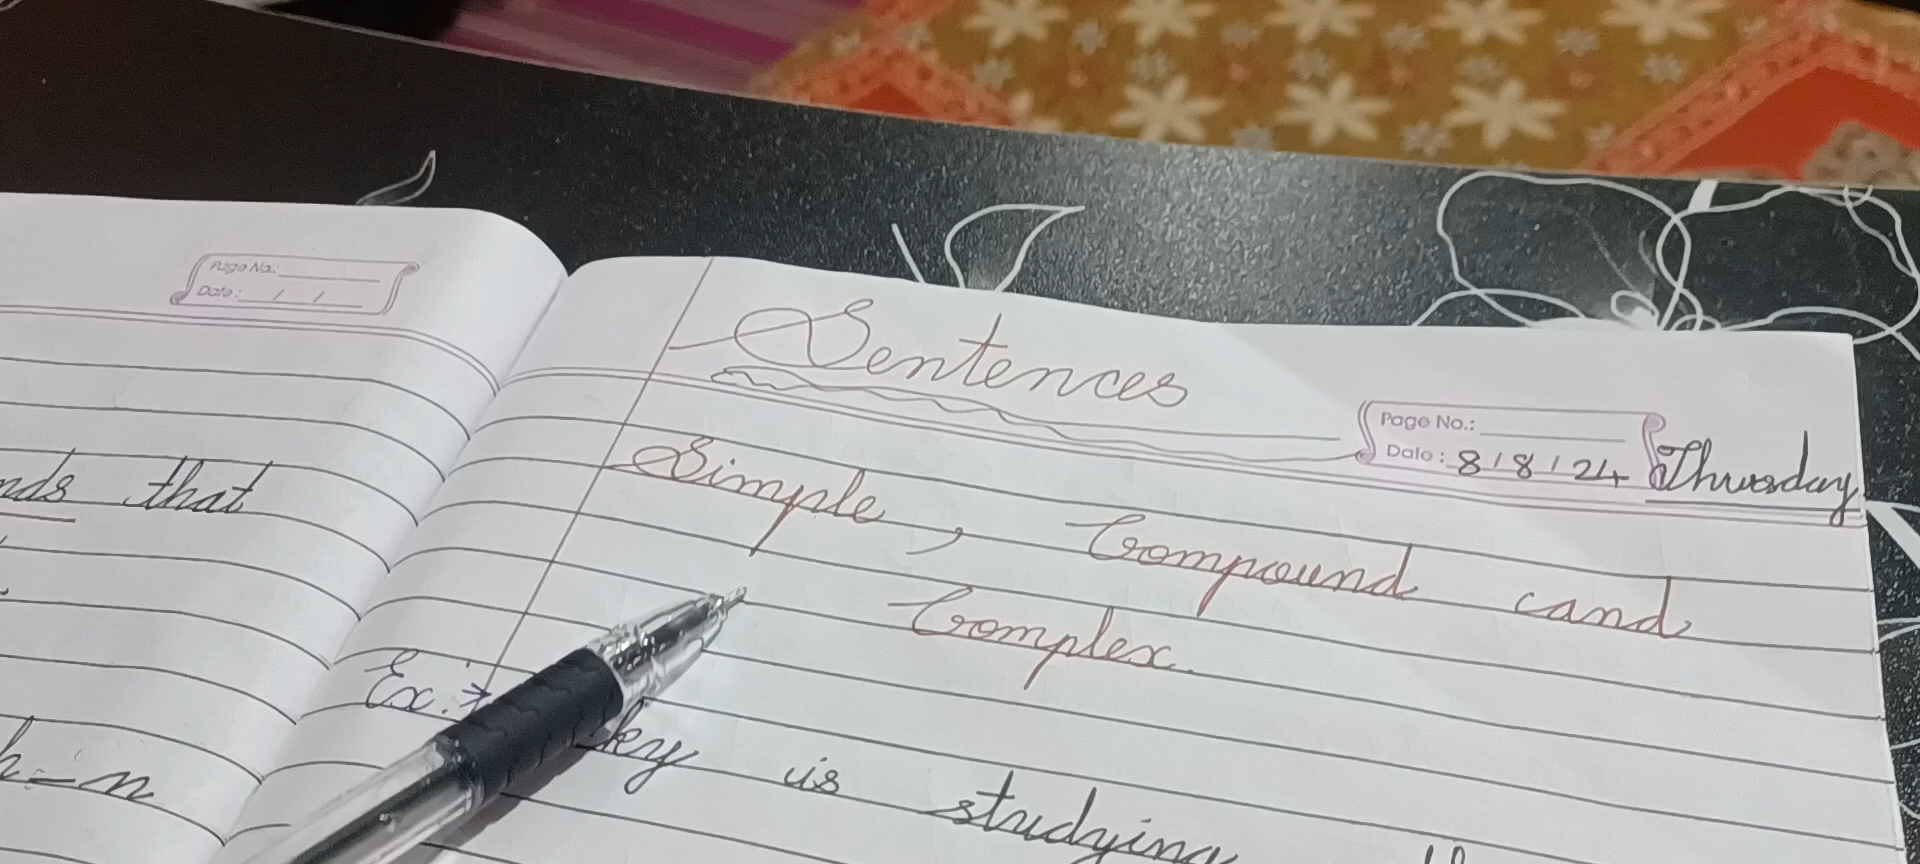 Page No.:
Date: / /
nds that
Sentences
Page No.:
Date: 8/8/24 Thursday
Simple, Compound and
Complex.
Ex:→
is studying